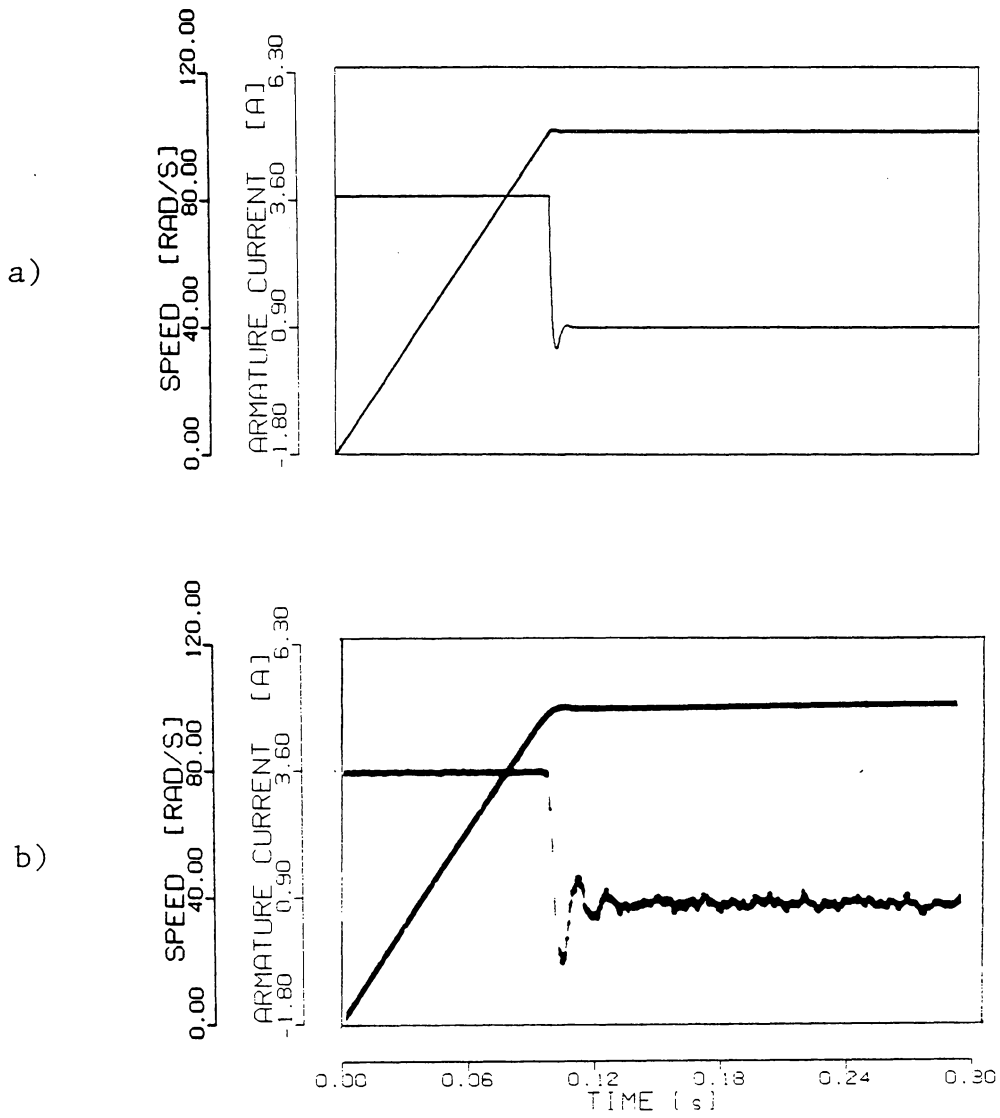 a)
SPEED [RAD/S]
0.00 40.00 80.00 120.00
ARMATURE CURRENT [A]
-1.80 0.90 3.60 6.30
b)
SPEED [RAD/S]
0.00 40.00 80.00 120.00
ARMATURE CURRENT [A]
-1.80 0.90 3.60 6.30
0.00 0.06 0.12 0.18 0.24 0.30
TIME [s]